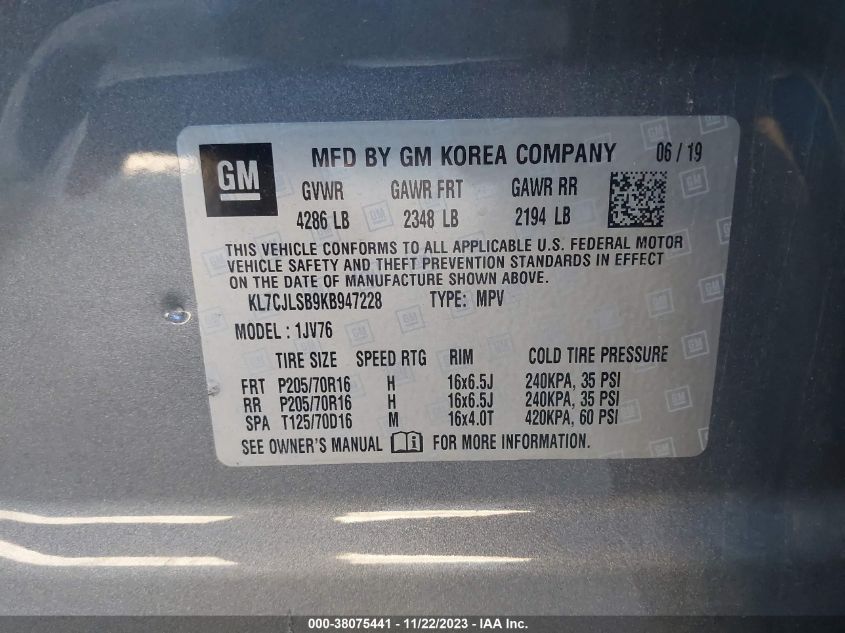 GM
MFD BY GM KOREA COMPANY 06 / 19
GVWR GAWR FRT GAWR RR
4286 LB 2348 LB 2194 LB
THIS VEHICLE CONFORMS TO ALL APPLICABLE U.S. FEDERAL MOTOR
VEHICLE SAFETY AND THEFT PREVENTION STANDARDS IN EFFECT
ON THE DATE OF MANUFACTURE SHOWN ABOVE.
KL7CJLSB9KB947228 TYPE: MPV
MODEL : 1JV76
TIRE SIZE SPEED RTG RIM COLD TIRE PRESSURE
FRT P205/70R16 H 16x6.5J 240KPA, 35 PSI
RR P205/70R16 H 16x6.5J 240KPA, 35 PSI
SPA T125/70D16 M 16x4.0T 420KPA, 60 PSI
SEE OWNER'S MANUAL i FOR MORE INFORMATION.
000-38075441 - 11/22/2023 - IAA Inc.